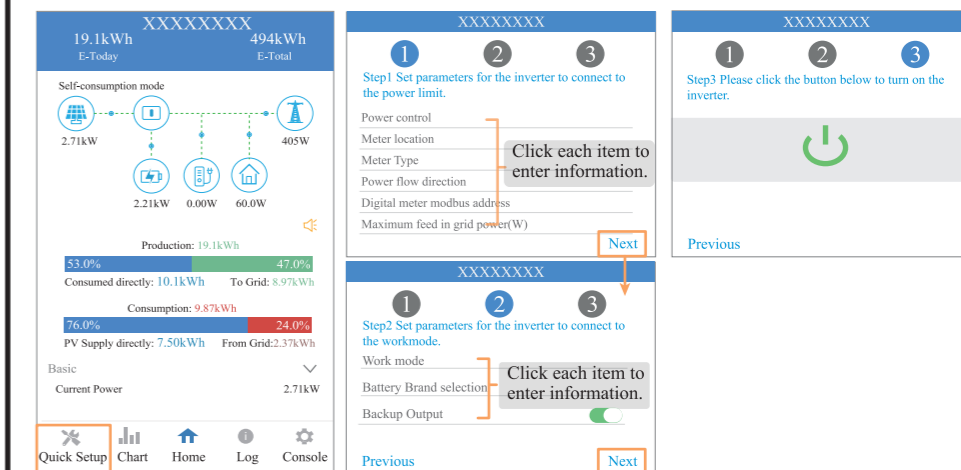 XXXXXXXX
19.1kWh 494kWh
E-Today E-Total
Self-consumption mode
2.71kW 405W
2.21kW 0.00W 60.0W
Production: 19.1kWh
53.0% 47.0%
Consumed directly: 10.1kWh To Grid: 8.97kWh
Consumption: 9.87kWh
76.0% 24.0%
PV Supply directly: 7.50kWh From Grid:2.37kWh
Basic
Current Power 2.71kW
Quick Setup Chart Home Log Console
XXXXXXXX
1 2 3
Step1 Set parameters for the inverter to connect to
the power limit.
Power control
Meter location
Meter Type
Power flow direction
Digital meter modbus address
Maximum feed in grid power(W)
Click each item to
enter information.
Next
XXXXXXXX
1 2 3
Step2 Set parameters for the inverter to connect to
the workmode.
Work mode
Battery Brand selection
Backup Output
Click each item to
enter information.
Previous Next
XXXXXXXX
1 2 3
Step3 Please click the button below to turn on the
inverter.
Previous